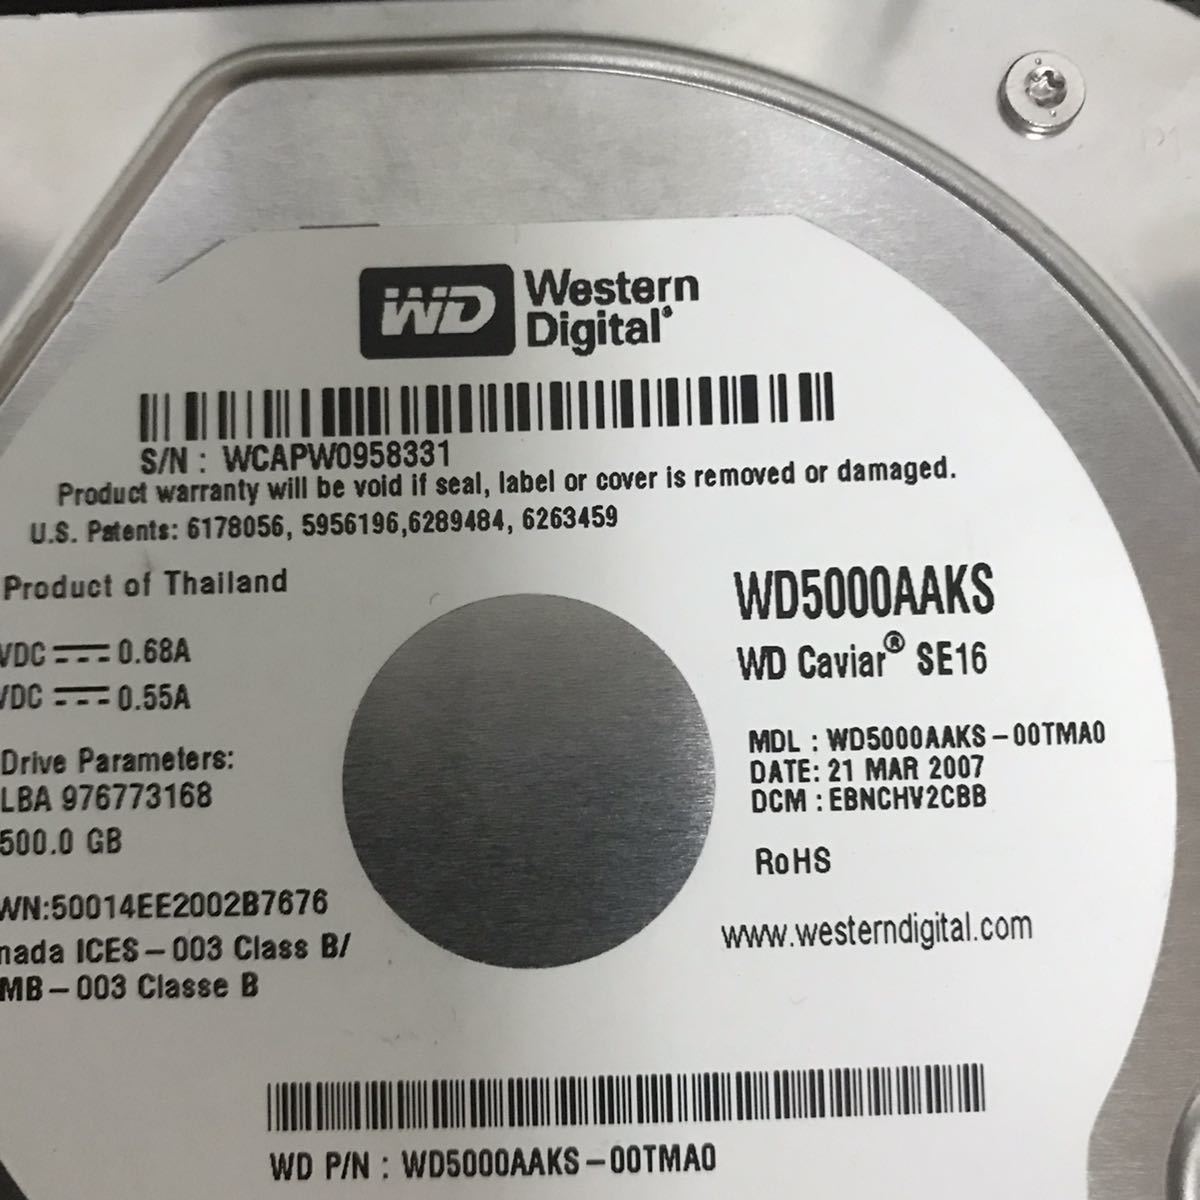 WD Western
Digital®
S/N : WCAPW0958331
Product warranty will be void if seal, label or cover is removed or damaged.
U.S. Patents: 6178056, 5956196,6289484, 6263459
Product of Thailand
VDC 0.68A
VDC 0.55A
Drive Parameters:
LBA 976773168
500.0 GB
WN:50014EE2002B7676
nada ICES-003 Class B/
MB-003 Classe B
WD5000AAKS
WD Caviar® SE16
MDL : WD5000AAKS-00TMA0
DATE: 21 MAR 2007
DCM : EBNCHV2CBB
RoHS
www.westerndigital.com
WD P/N : WD5000AAKS-00TMA0